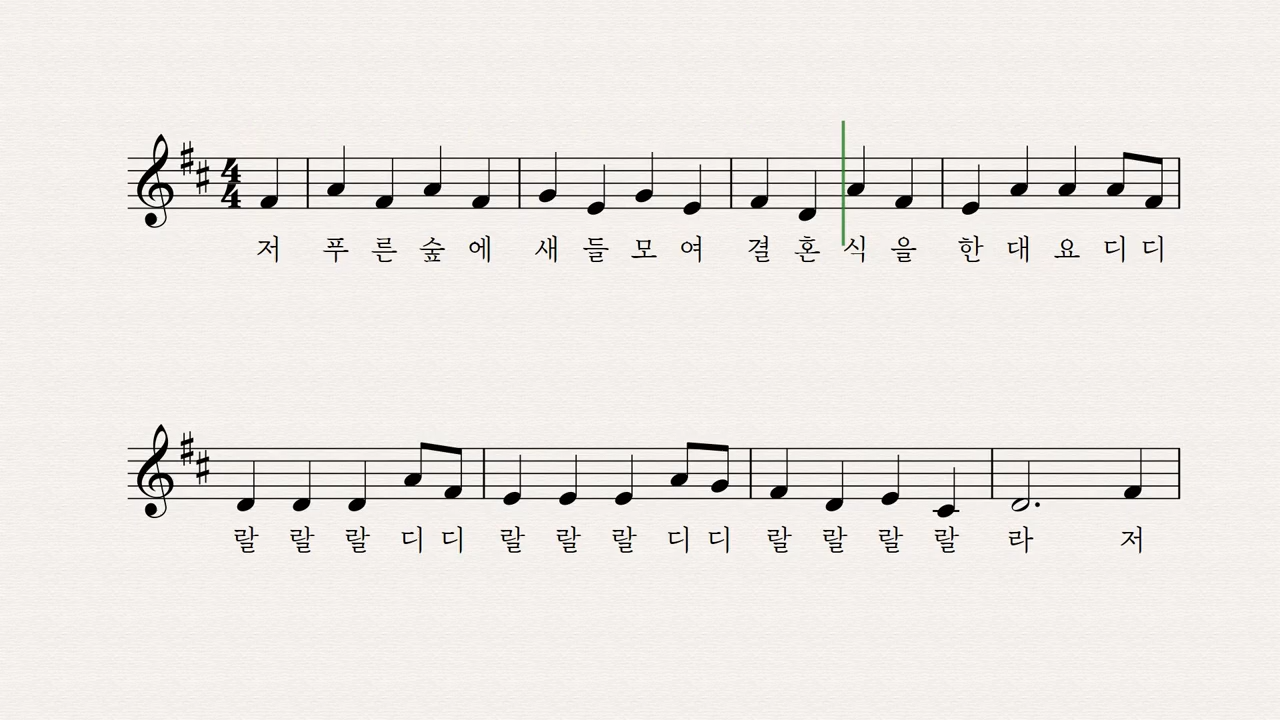 저 푸 른 숲 에 새 들 모 여 결 혼 식 을 한 대 요 디 디
랄 랄 랄 디 디 랄 랄 랄 디 디 랄 랄 랄 랄 라 저